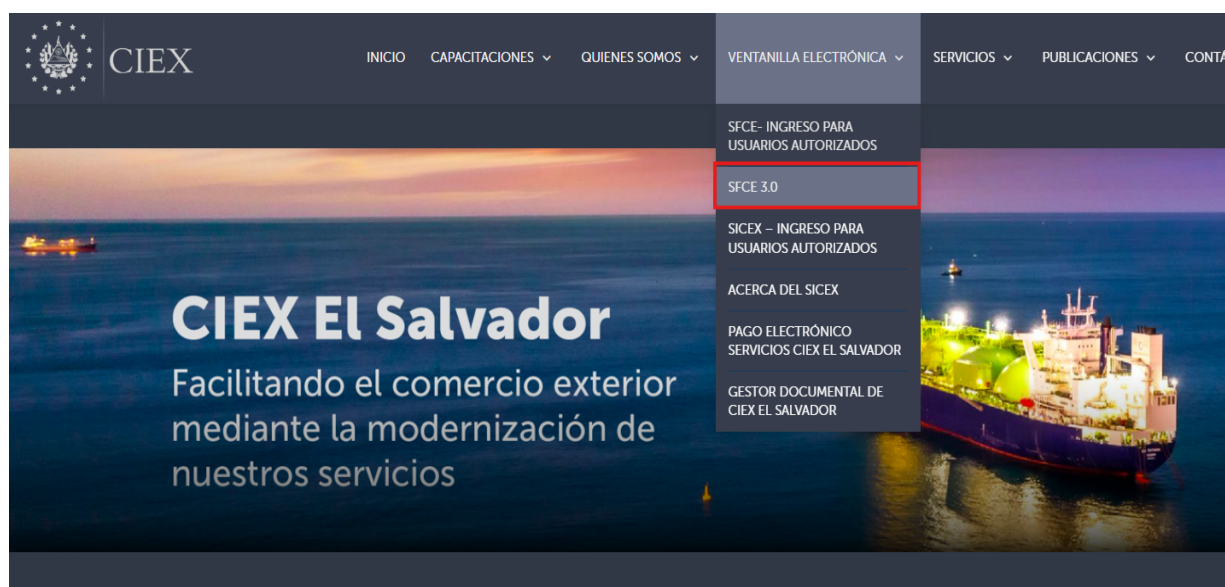 CIEX
INICIO
CAPACITACIONES
QUIENES SOMOS
VENTANILLA ELECTRÓNICA
SERVICIOS
PUBLICACIONES
CONTA
SFCE- INGRESO PARA
USUARIOS AUTORIZADOS
SFCE 3.0
SICEX – INGRESO PARA
USUARIOS AUTORIZADOS
ACERCA DEL SICEX
PAGO ELECTRÓNICO
SERVICIOS CIEX EL SALVADOR
GESTOR DOCUMENTAL DE
CIEX EL SALVADOR
CIEX El Salvador
Facilitando el comercio exterior
mediante la modernización de
nuestros servicios